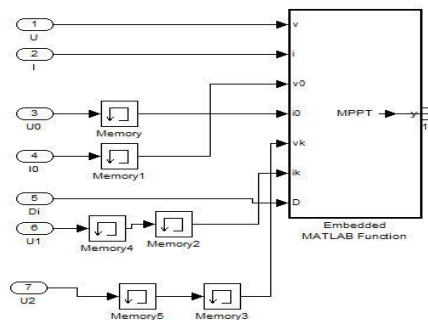 1
U
2
I
3
U0
Memory
4
I0
Memory1
5
Di
6
U1
Memory4
Memory2
7
U2
Memory5
Memory3
v
i
v0
i0
vk
ik
D
MPPT
y
1
Embedded
MATLAB Function